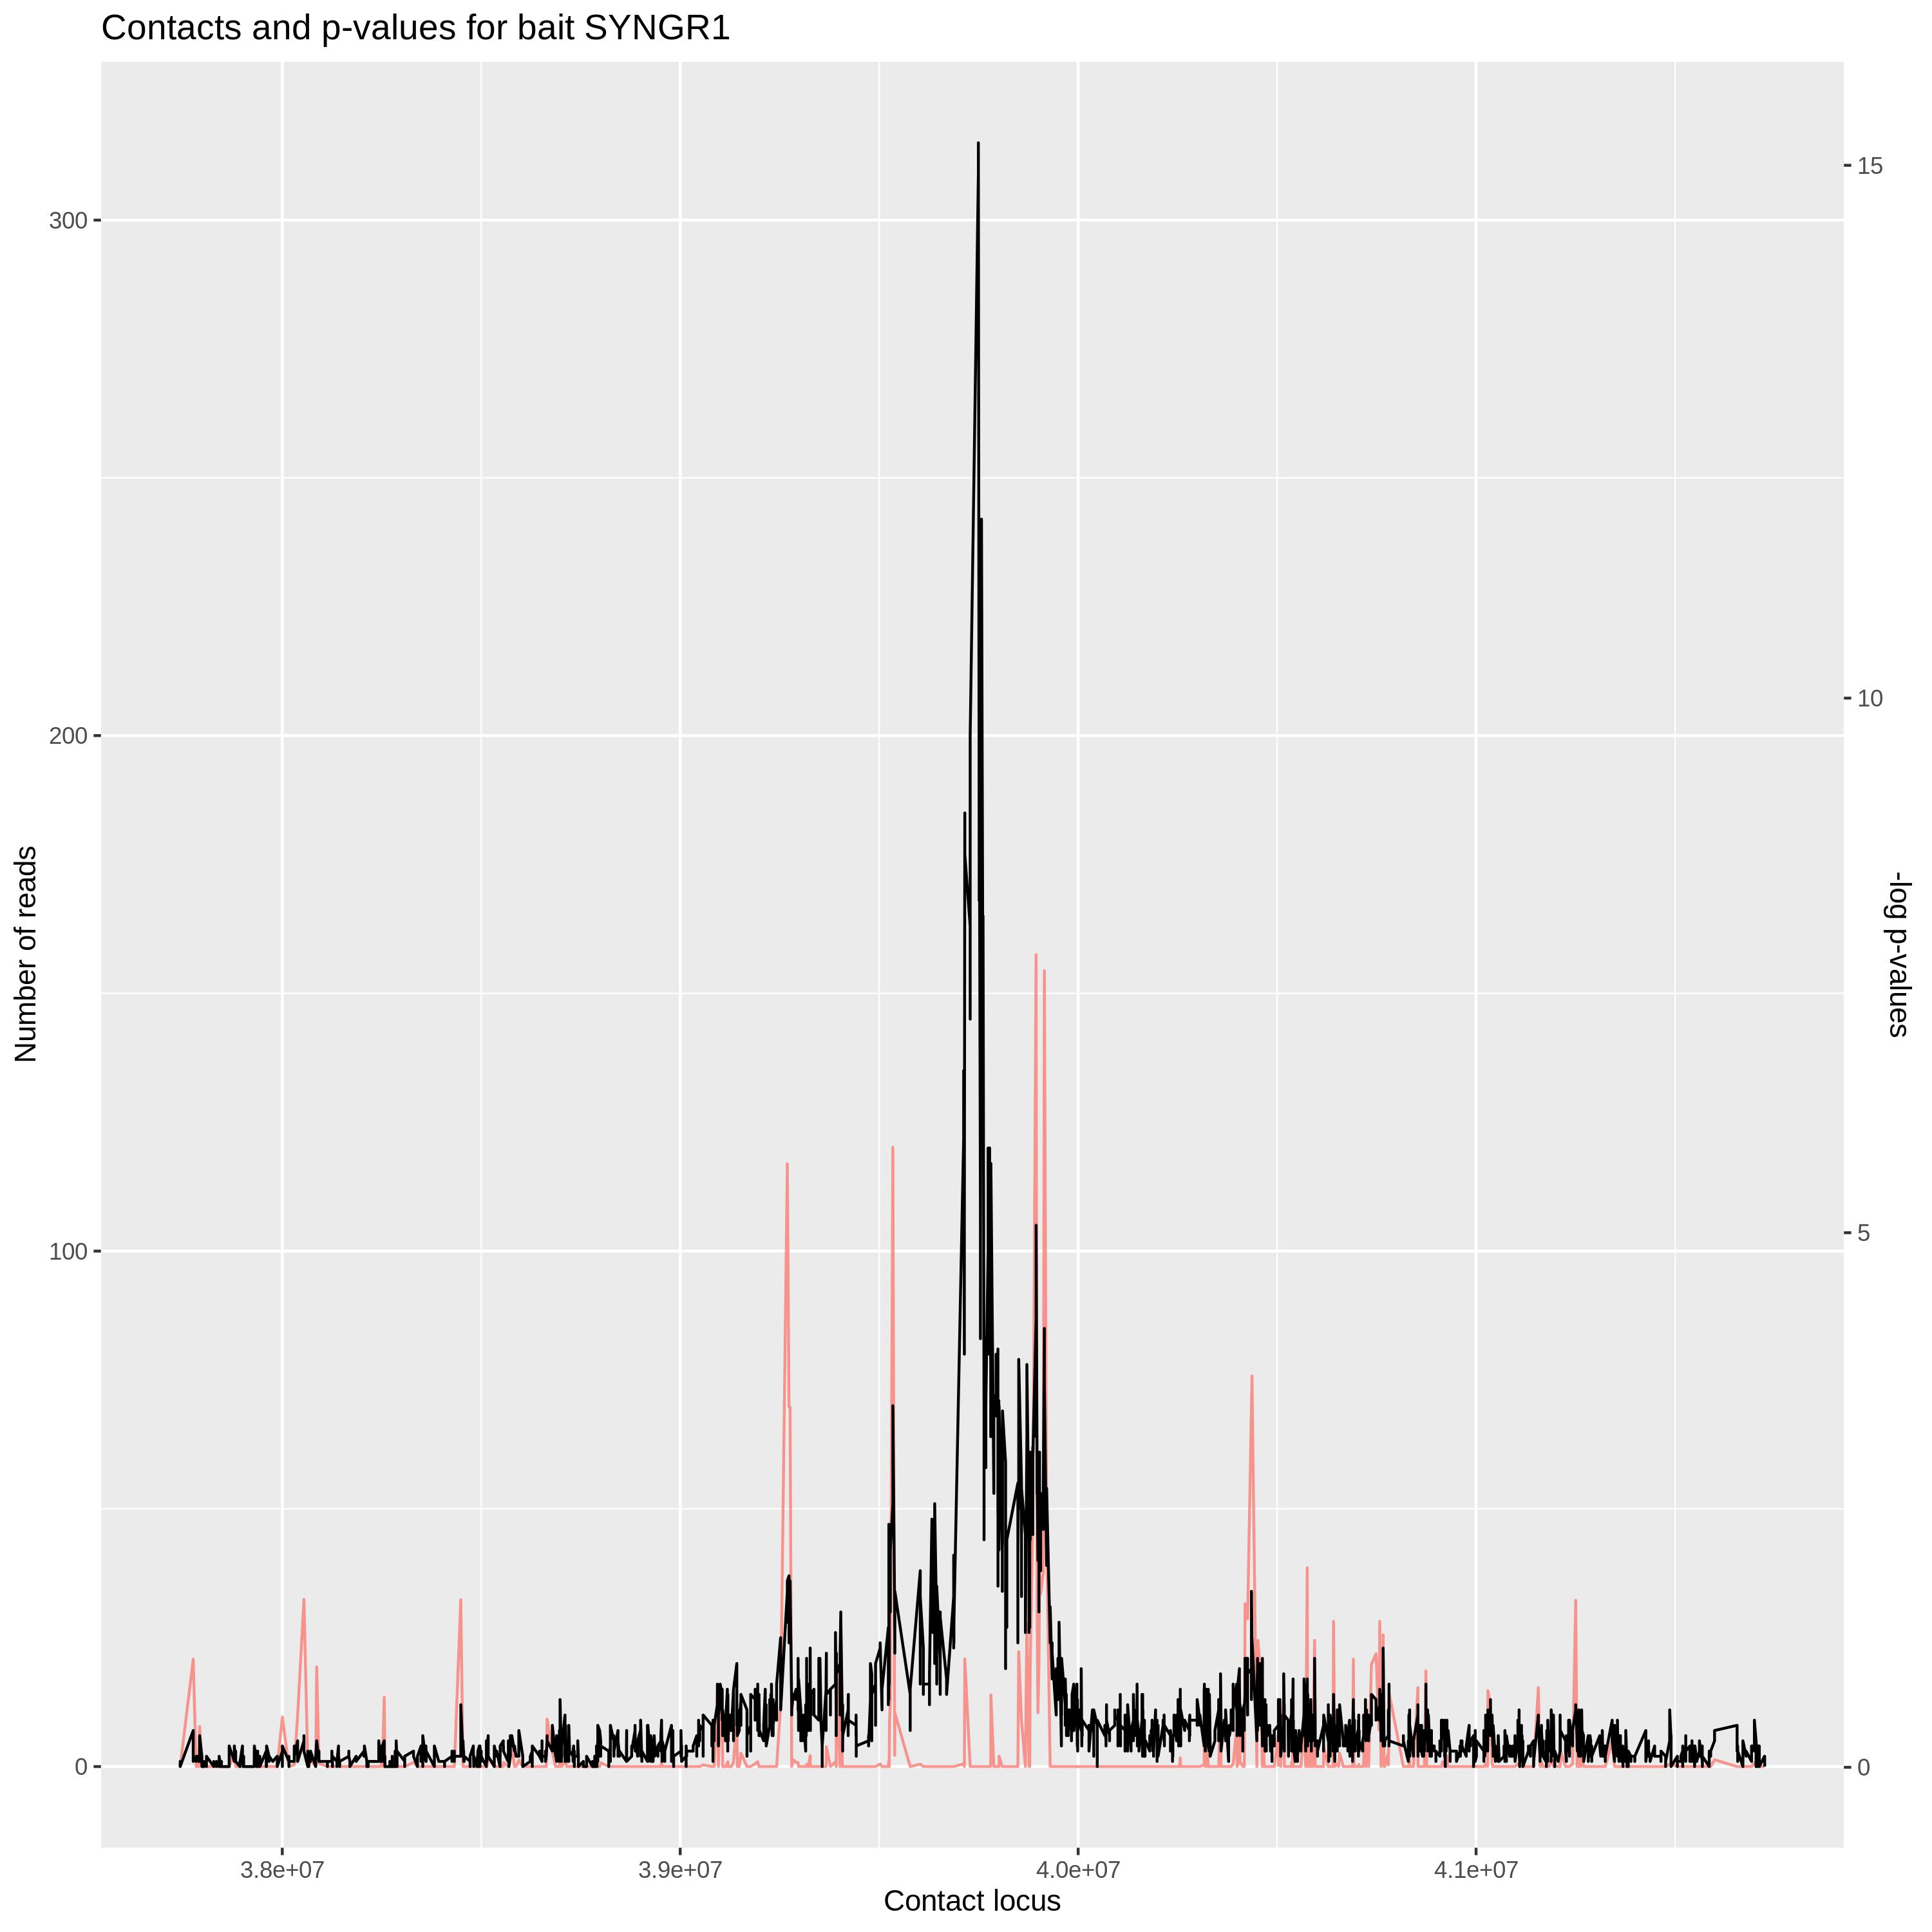 Contacts and p-values for bait SYNGR1
300
200
100
0
Number of reads
15
10
5
0
-log p-values
3.8e+07
3.9e+07
4.0e+07
4.1e+07
Contact locus